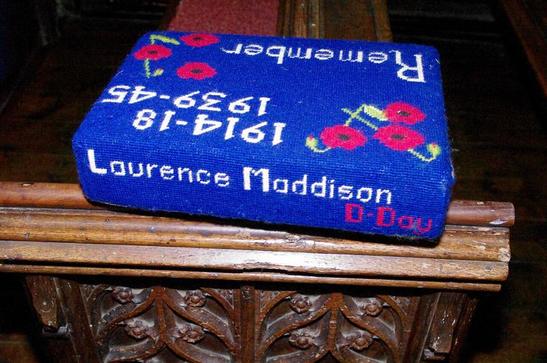 Remember
1914-18
1939-45
Laurence Maddison
D-Day